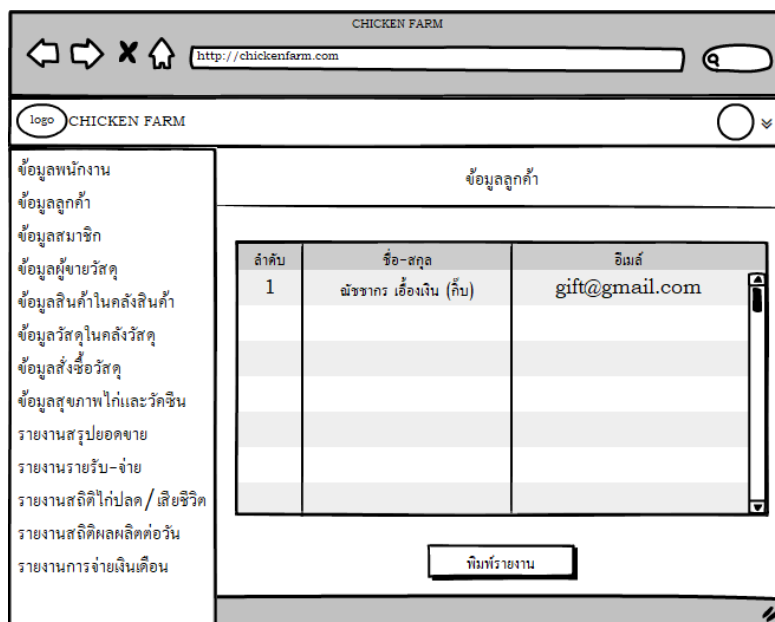 CHICKEN FARM
http://chickenfarm.com
logo CHICKEN FARM
ข้อมูลพนักงาน
ข้อมูลลูกค้า
ข้อมูลสมาชิก
ข้อมูลผู้ขายวัสดุ
ข้อมูลสินค้าในคลังสินค้า
ข้อมูลวัสดุในคลังวัสดุ
ข้อมูลสั่งซื้อวัสดุ
ข้อมูลสุขภาพไก่และวัคซีน
รายงานสรุปยอดขาย
รายงานรายรับ-จ่าย
รายงานสถิติไก่ปลด/เสียชีวิต
รายงานสถิติผลผลิตต่อวัน
รายงานการจ่ายเงินเดือน
ข้อมูลลูกค้า
ลำดับ ชื่อ-สกุล อีเมล์
1 ณัชชากร เอื้องเงิน (กิ๊บ) gift@gmail.com
พิมพ์รายงาน